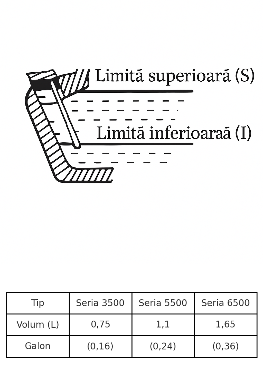 Limită superioară (S)
Limită inferioaraă (I)
Tip Seria 3500 Seria 5500 Seria 6500
Volum (L) 0,75 1,1 1,65
Galon (0,16) (0,24) (0,36)